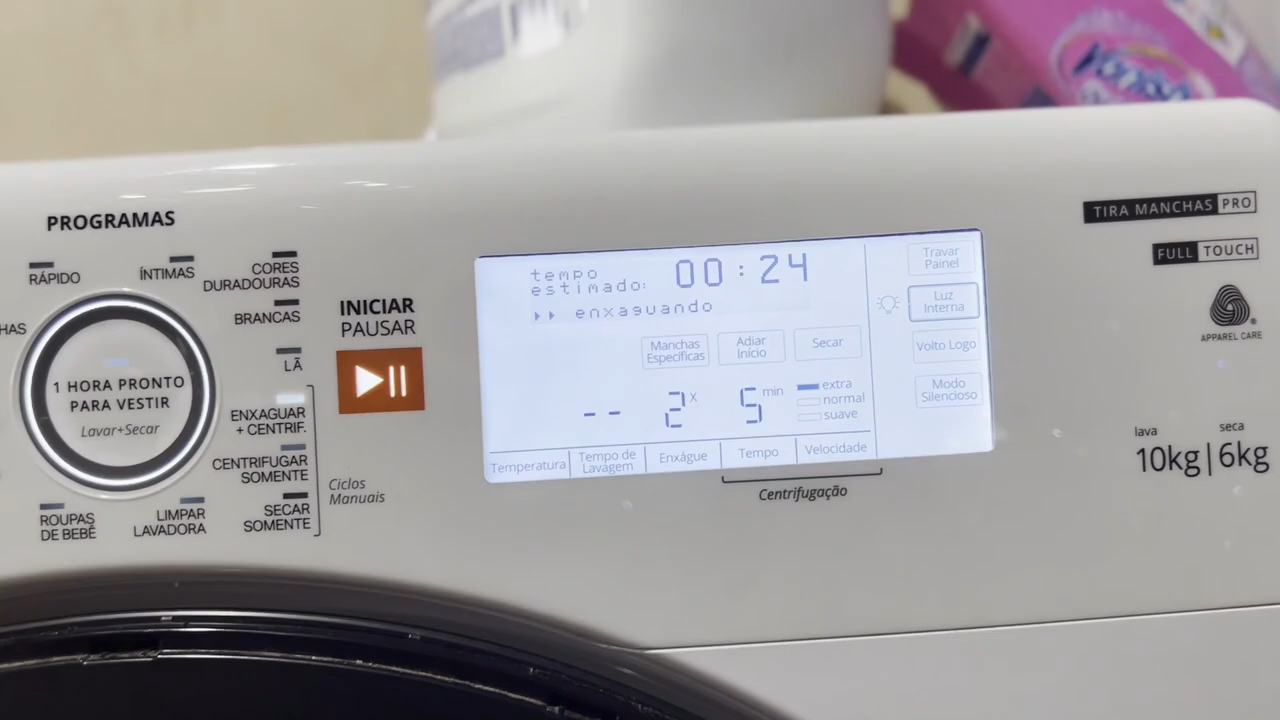 Vanish
PROGRAMAS
RÁPIDO
ÍNTIMAS
CORES
DURADOURAS
BRANCAS
LÃ
ENXAGUAR
+ CENTRIF.
CENTRIFUGAR
SOMENTE
SECAR
SOMENTE
LIMPAR
LAVADORA
ROUPAS
DE BEBÊ
1 HORA PRONTO
PARA VESTIR
Lavar+Secar
Ciclos
Manuais
INICIAR
PAUSAR
tempo
estimado: 00:24
enxaguando
Manchas
Específicas
Adiar
Início
Secar
-- 2x 5 min
extra
normal
suave
Temperatura
Tempo de
Lavagem
Enxágue
Tempo
Velocidade
Centrifugação
Travar
Painel
Luz
Interna
Volto Logo
Modo
Silencioso
TIRA MANCHAS PRO
FULL TOUCH
APPAREL CARE
lava seca
10kg|6kg